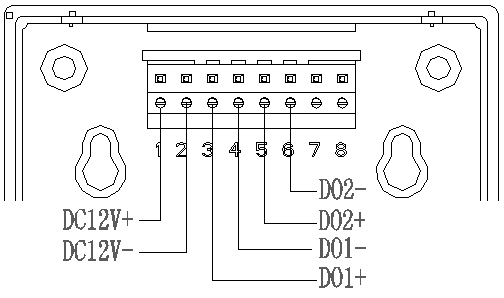 1 2 3 4 5 6 7 8
DO2-
DC12V+
DO2+
DC12V-
DO1-
DO1+